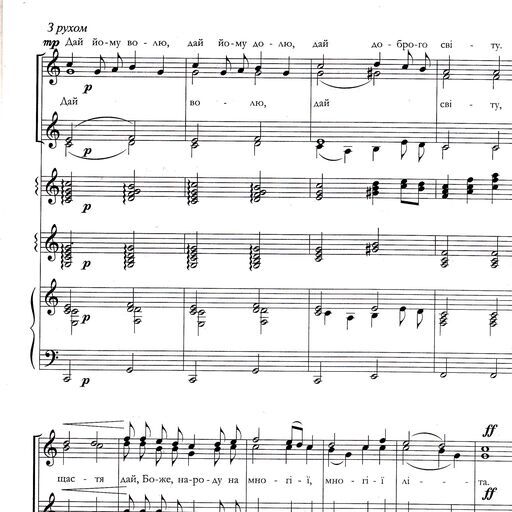 З рухом
mp Дай йо-му во - лю, дай йо-му до - лю, дай до - бро-го сві - ту.
p
Дай во - лю, дай сві - ту,
p
p
p
p
p
ff
щас - тя дай, Бо-же, на-ро-ду на мно - гі-ї, мно - гі-ї лі - та.
ff